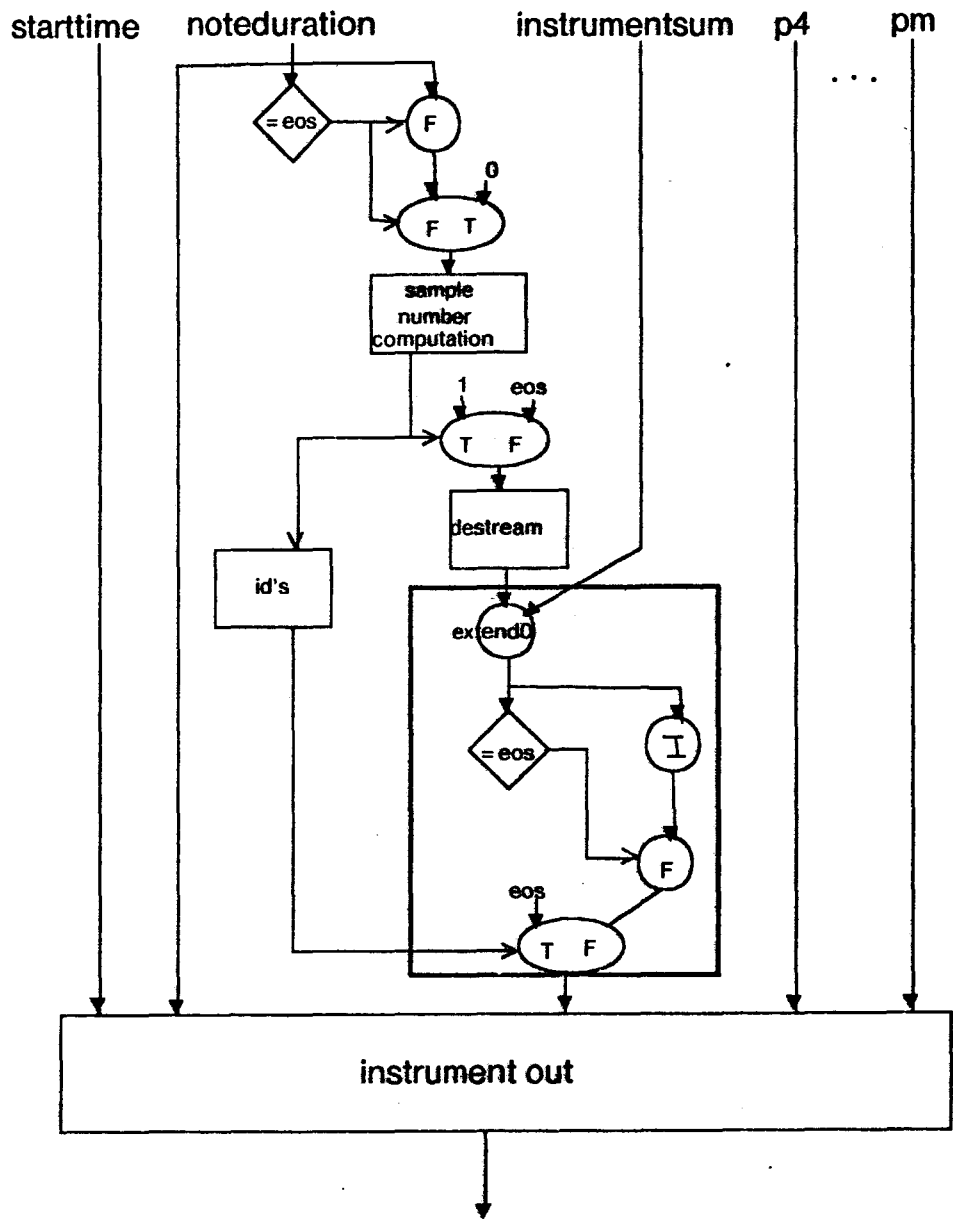 starttime noteduration instrumentsum p4 pm
. . .
= eos F
0
F T
sample
number
computation
1 eos
T F
destream
id's
extend0
= eos I
F
eos
T F
instrument out